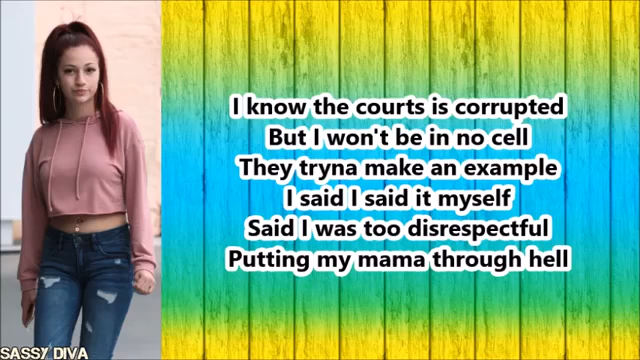 I know the courts is corrupted
But I won't be in no cell
They tryna make an example
I said I said it myself
Said I was too disrespectful
Putting my mama through hell
SASSY DIVA